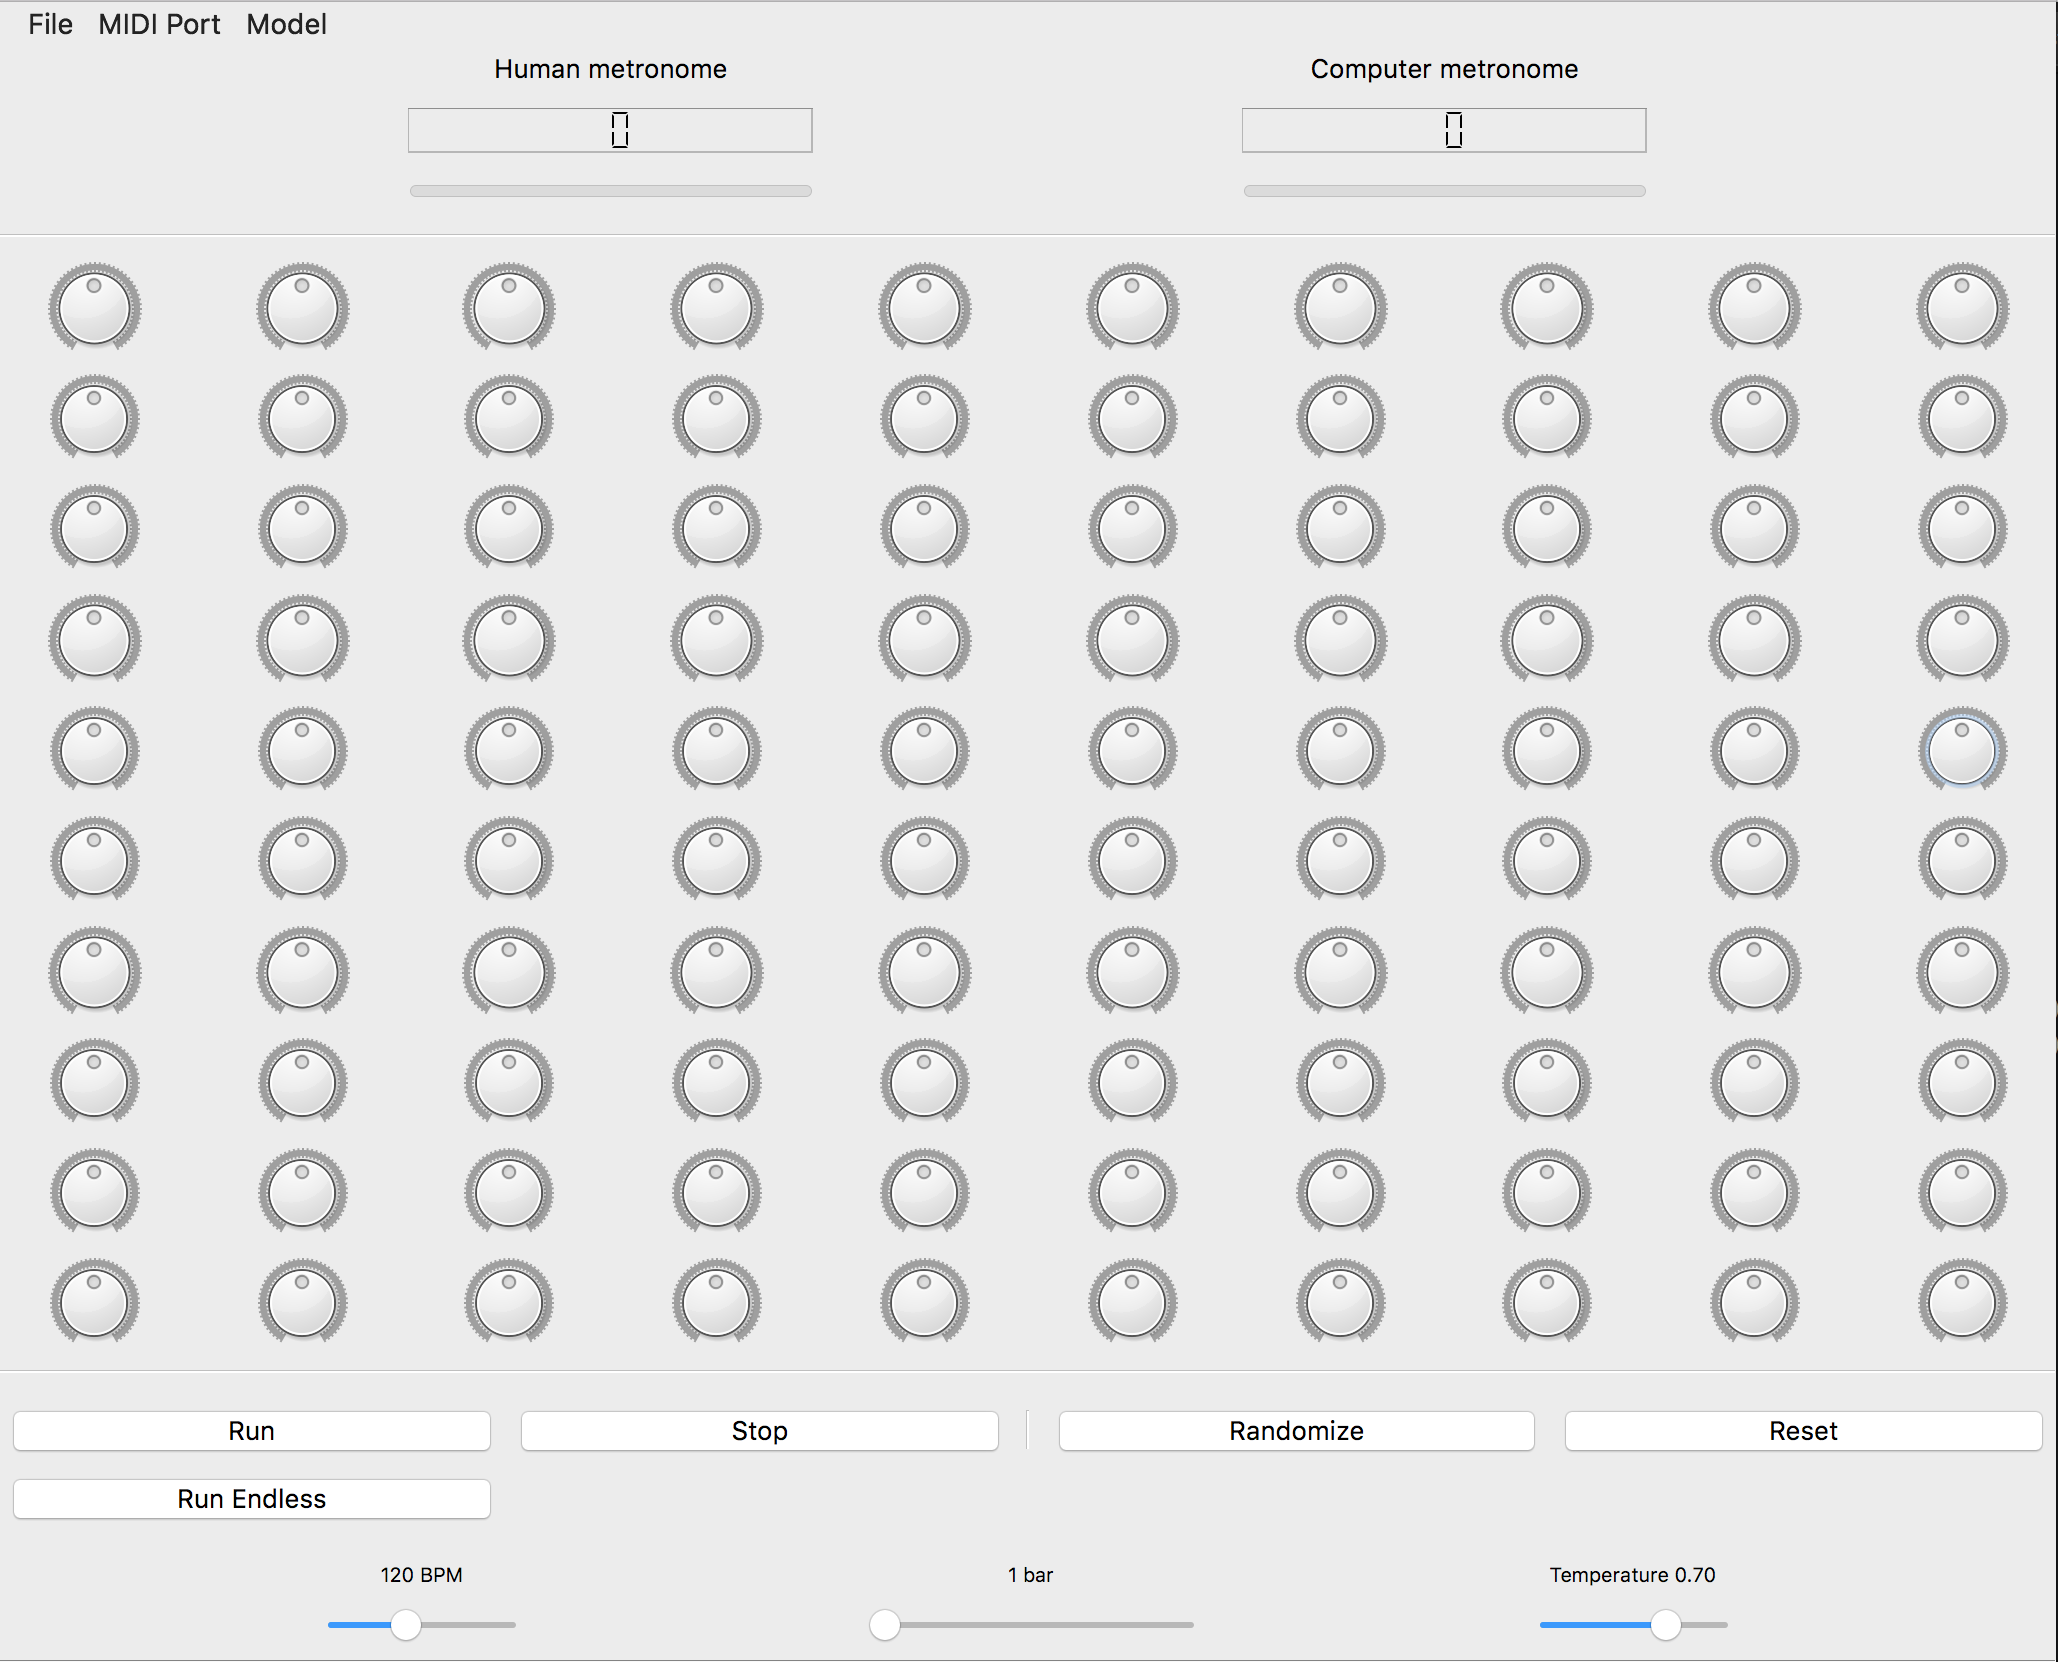 File MIDI Port Model
Human metronome
Computer metronome
0
0
Run
Stop
Randomize
Reset
Run Endless
120 BPM
1 bar
Temperature 0.70